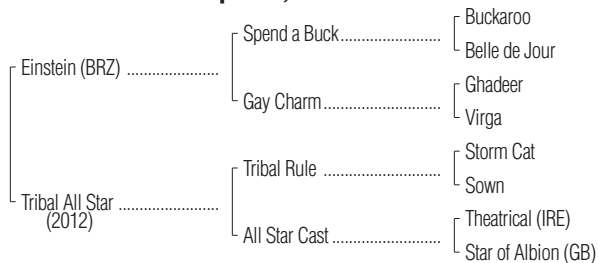 Buckaroo
Spend a Buck
Belle de Jour
Einstein (BRZ)
Ghadeer
Gay Charm
Virga
Storm Cat
Tribal Rule
Sown
Tribal All Star
(2012)
Theatrical (IRE)
All Star Cast
Star of Albion (GB)